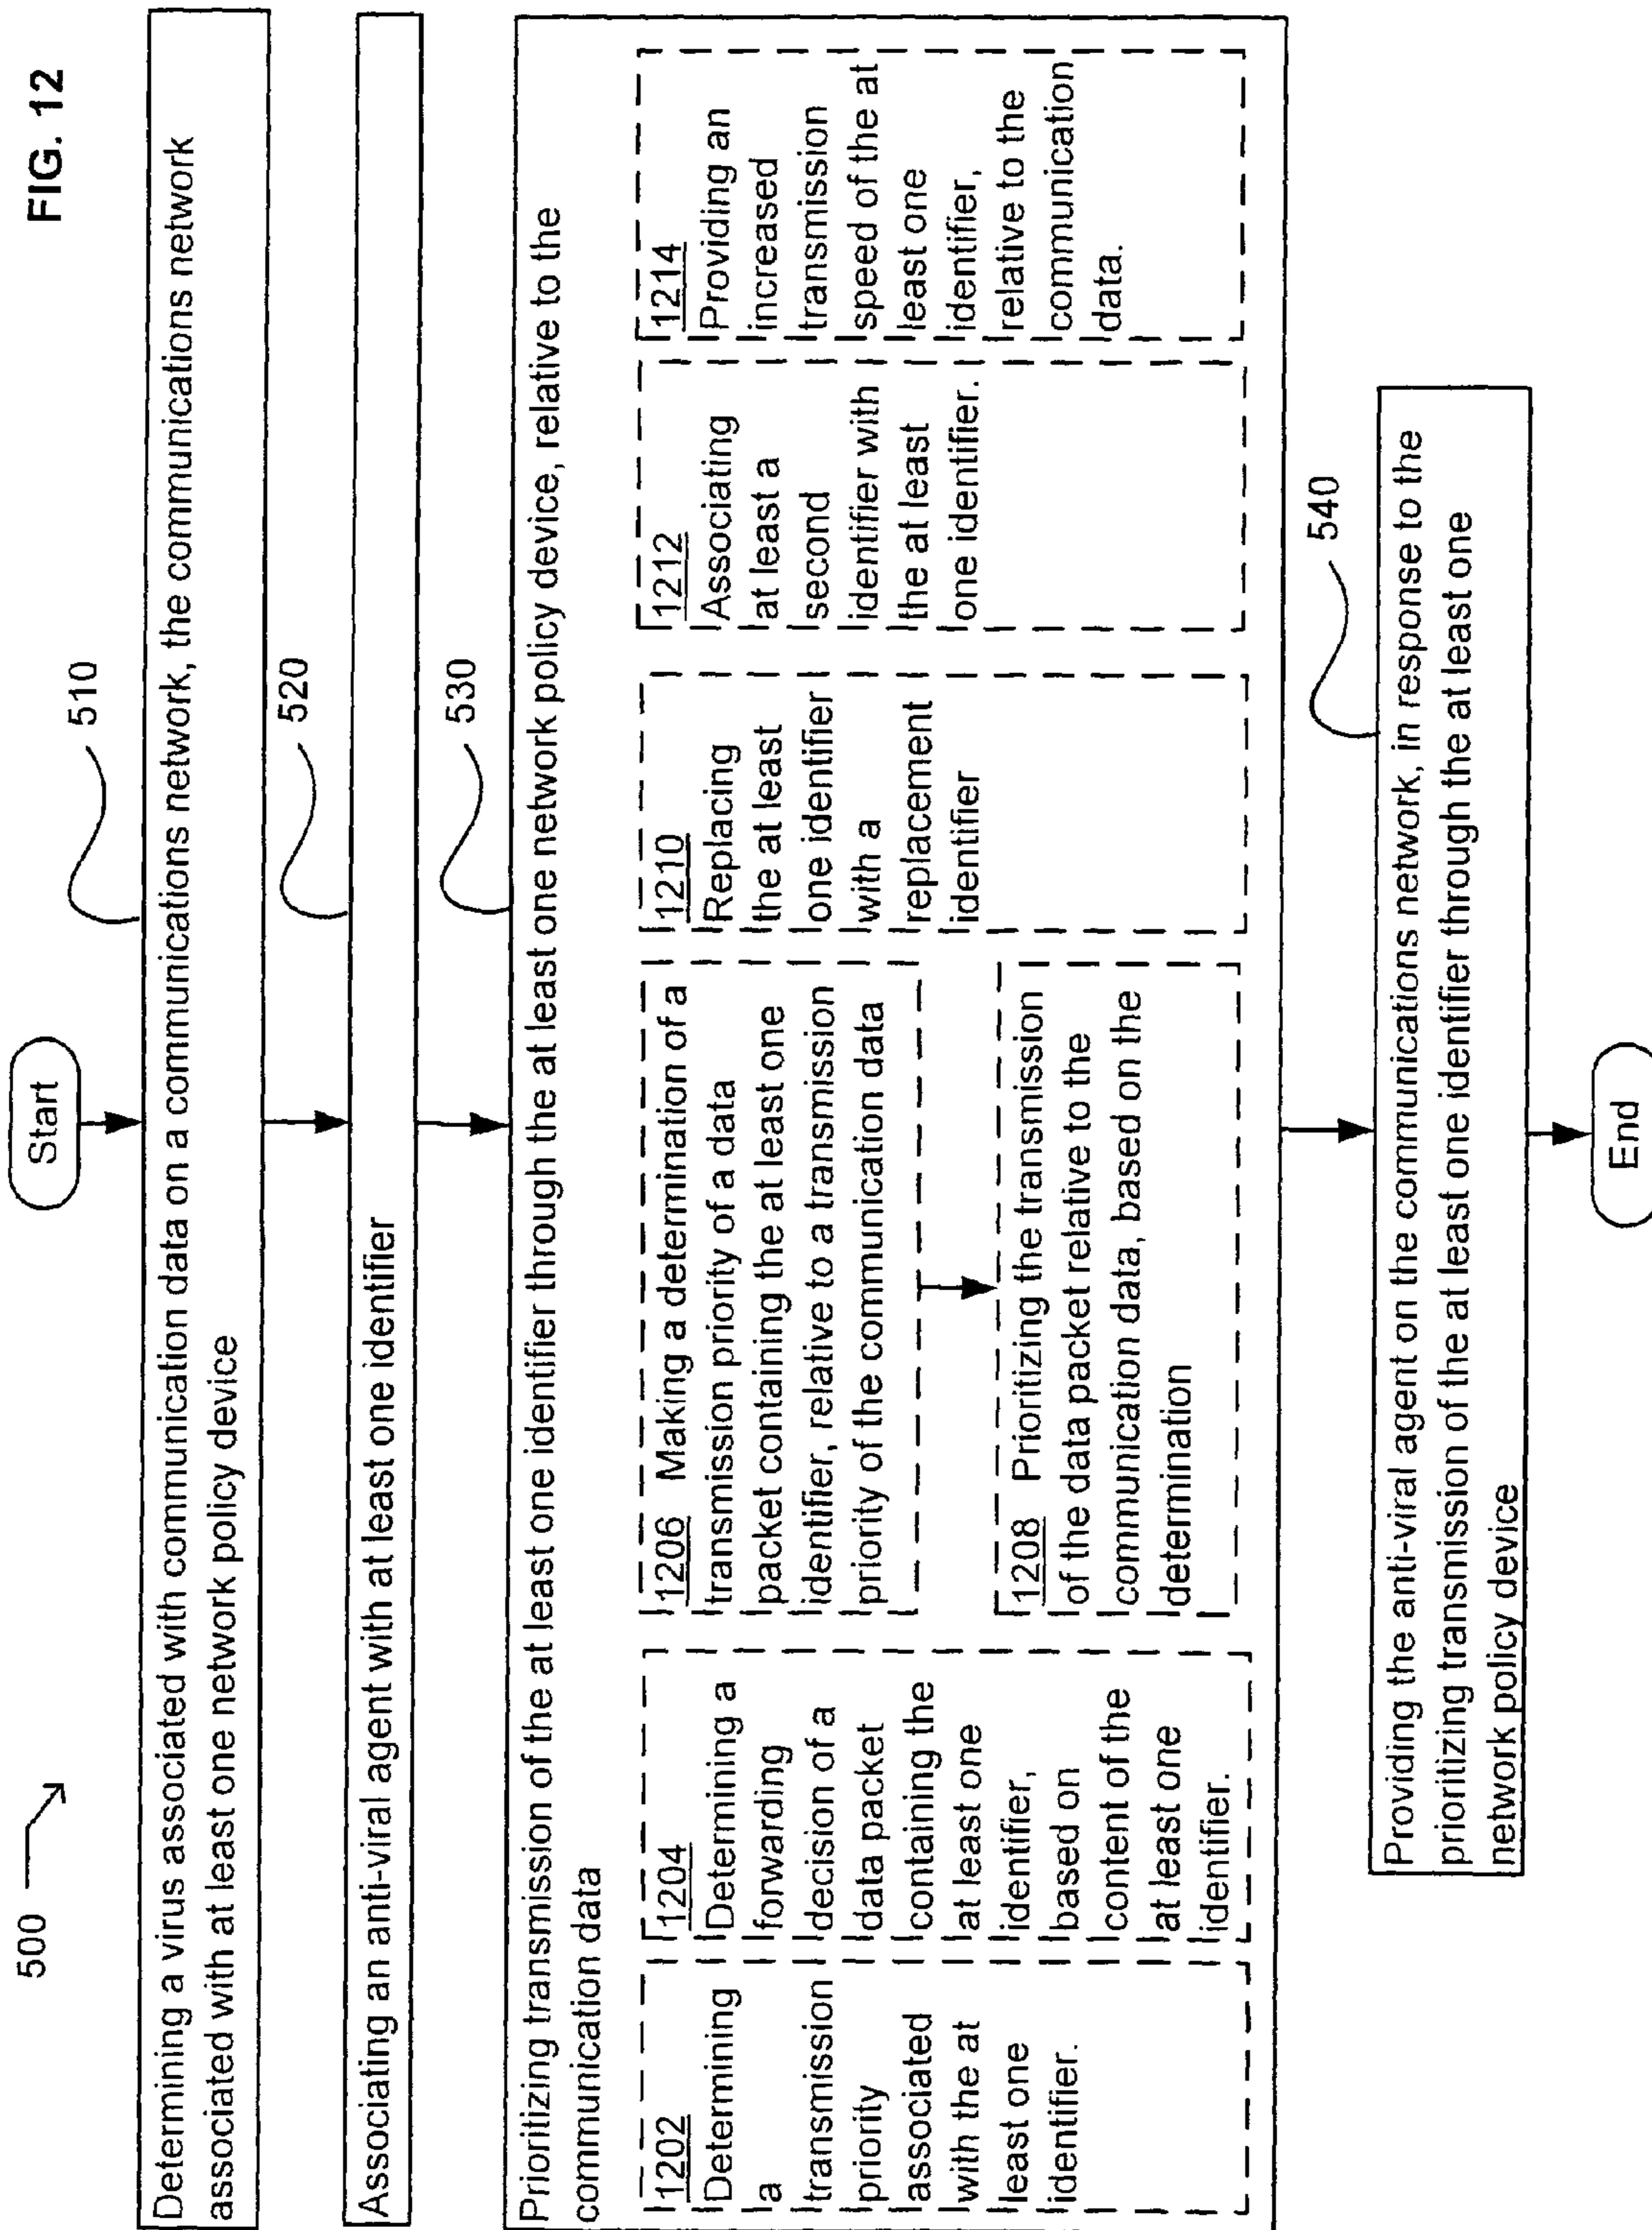 FIG. 12
500
Start
510
Determining a virus associated with communication data on a communications network, the communications network
associated with at least one network policy device
520
Associating an anti-viral agent with at least one identifier
530
Prioritizing transmission of the at least one identifier through the at least one network policy device, relative to the
communication data
1202
Determining
a
transmission
priority
associated
with the at
least one
identifier.
1204
Determining a
forwarding
decision of a
data packet
containing the
at least one
identifier,
based on
content of the
at least one
identifier.
1206 Making a determination of a
transmission priority of a data
packet containing the at least one
identifier, relative to a transmission
priority of the communication data
1208 Prioritizing the transmission
of the data packet relative to the
communication data, based on the
determination
1210
Replacing
the at least
one identifier
with a
replacement
identifier
1212
Associating
at least a
second
identifier with
the at least
one identifier.
1214
Providing an
increased
transmission
speed of the at
least one
identifier,
relative to the
communication
data.
540
Providing the anti-viral agent on the communications network, in response to the
prioritizing transmission of the at least one identifier through the at least one
network policy device
End